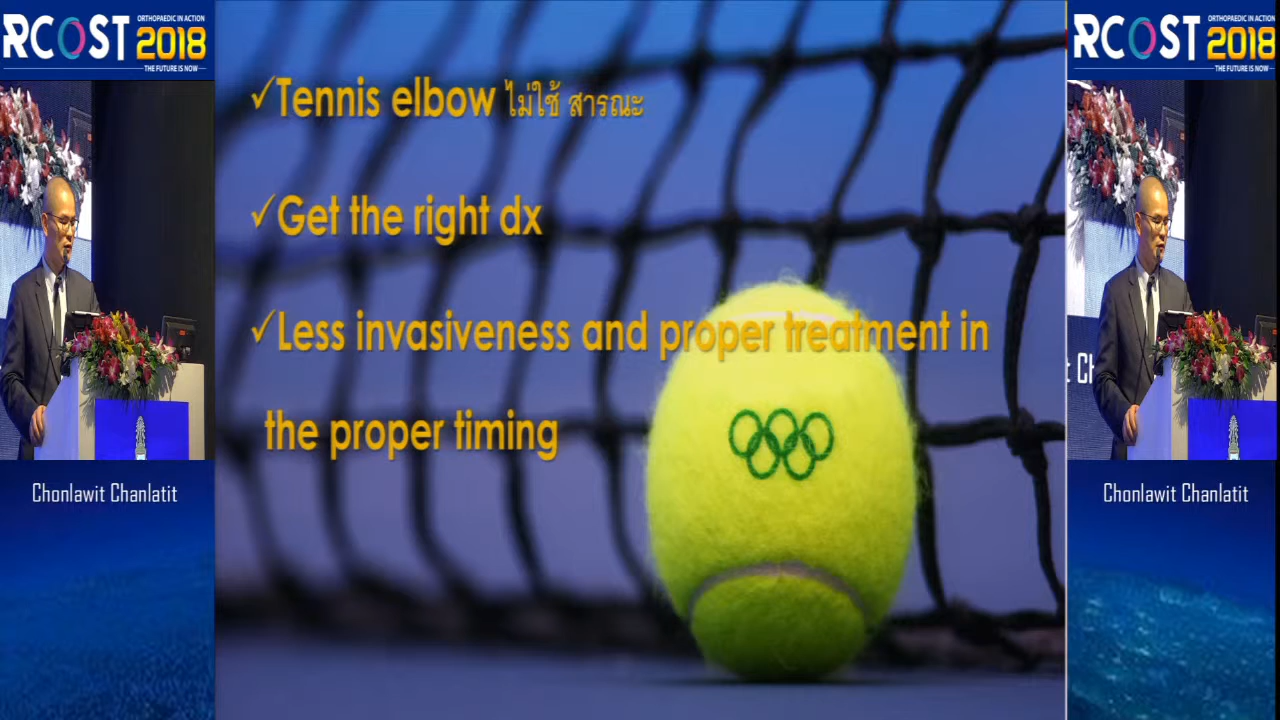 RCOST 2018
ORTHOPAEDIC IN ACTION
THE FUTURE IS NOW
✓Tennis elbow ไม่ใช้ สารณะ
✓Get the right dx
✓Less invasiveness and proper treatment in
the proper timing
Chonlawit Chanlatit
RCOST 2018
ORTHOPAEDIC IN ACTION
THE FUTURE IS NOW
Chonlawit Chanlatit